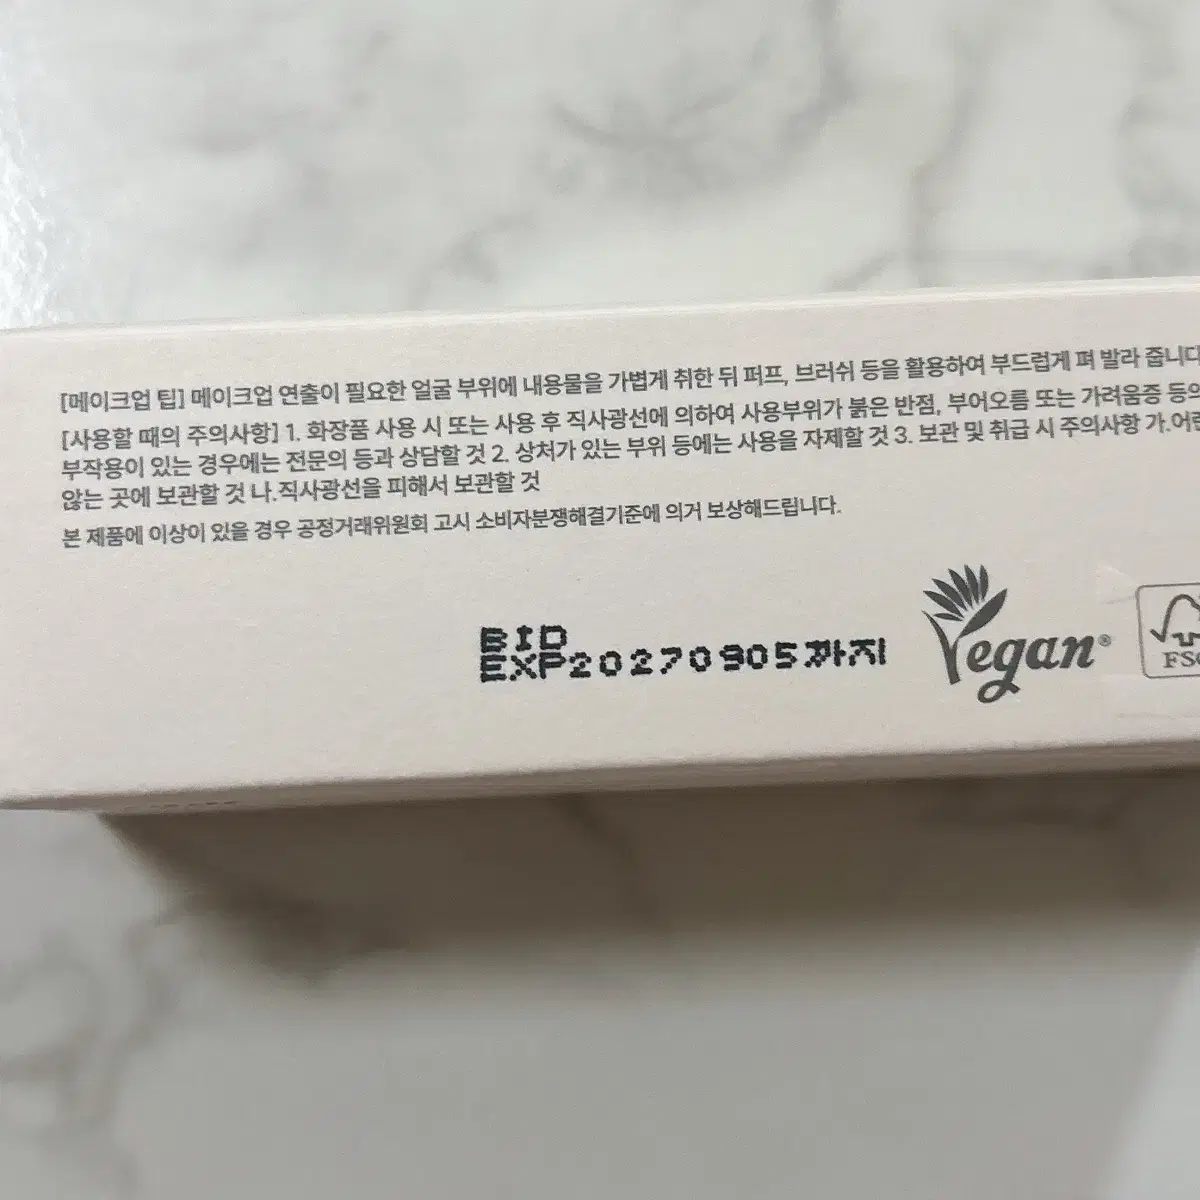 [메이크업 팁] 메이크업 연출이 필요한 얼굴 부위에 내용물을 가볍게 취한 뒤 퍼프, 브러쉬 등을 활용하여 부드럽게 펴 발라 줍니다
[사용할 때의 주의사항] 1. 화장품 사용 시 또는 사용 후 직사광선에 의하여 사용부위가 붉은 반점, 부어오름 또는 가려움증 등의
부작용이 있는 경우에는 전문의 등과 상담할 것 2. 상처가 있는 부위 등에는 사용을 자제할 것 3. 보관 및 취급 시 주의사항 가.어린
않는 곳에 보관할 것 나.직사광선을 피해서 보관할 것
본 제품에 이상이 있을 경우 공정거래위원회 고시 소비자분쟁해결기준에 의거 보상해드립니다.
BID
EXP20270905까지
Vegan®
FSC